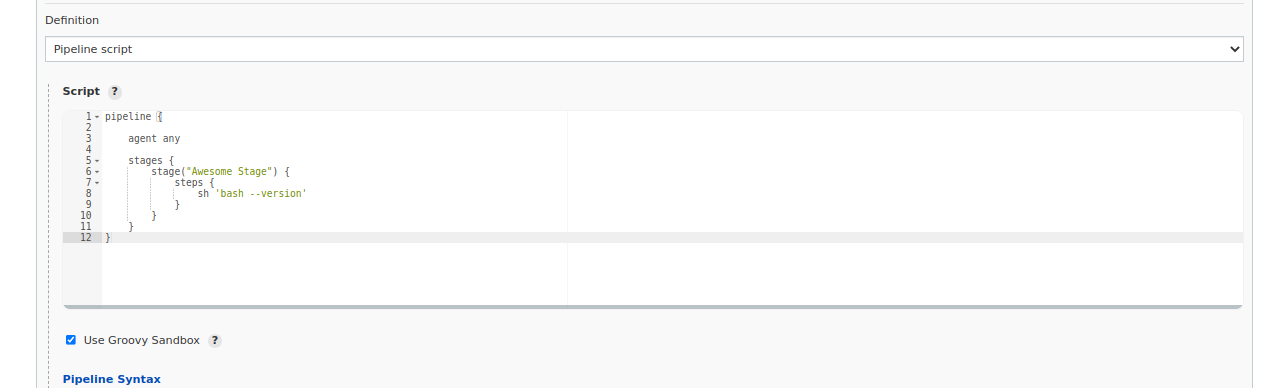 Definition
Pipeline script
Script ?
1 pipeline {
2
3     agent any
4
5     stages {
6         stage("Awesome Stage") {
7             steps {
8                 sh 'bash --version'
9             }
10         }
11     }
12 }
Use Groovy Sandbox ?
Pipeline Syntax